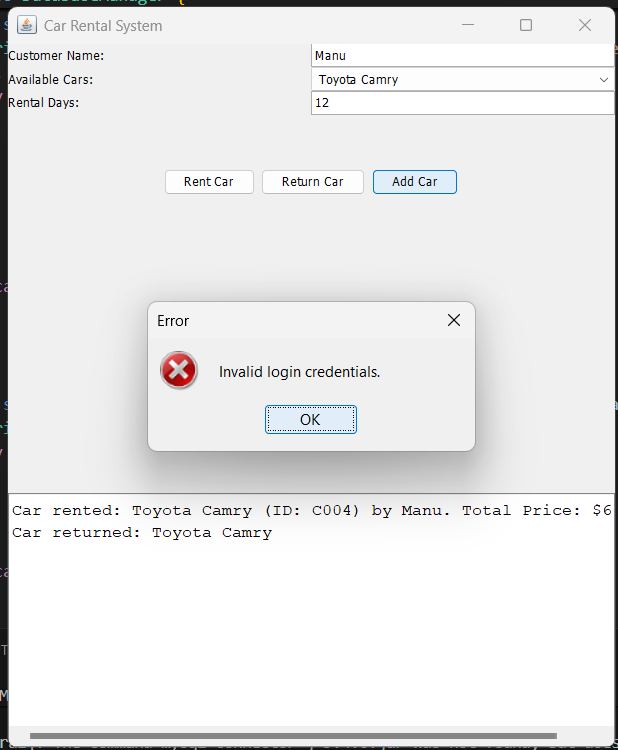 Car Rental System
Customer Name: Manu
Available Cars: Toyota Camry
Rental Days: 12
Rent Car Return Car Add Car
Error
Invalid login credentials.
OK
Car rented: Toyota Camry (ID: C004) by Manu. Total Price: $6
Car returned: Toyota Camry